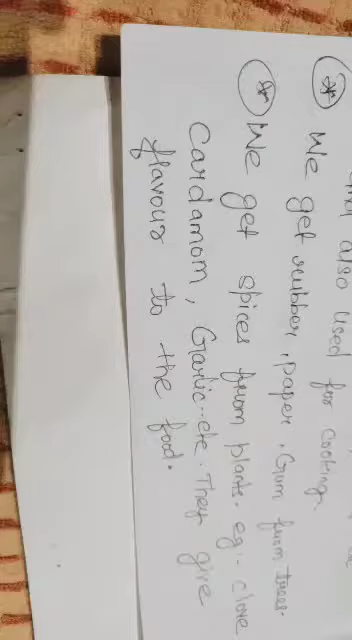 also used for cooking.
* We get rubber, paper, Gum from trees.
* We get spices from plants. eg:- clove
Cardamom, Garlic.. etc. They give
flavour to the food.